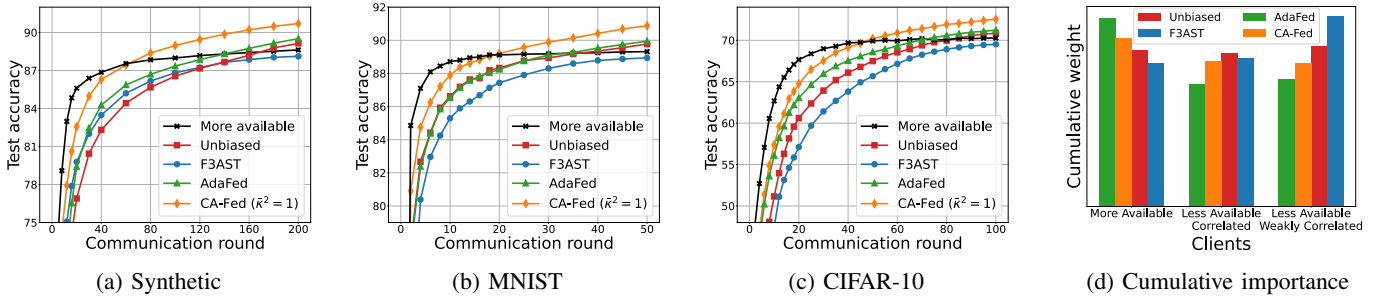 Test accuracy
90
87
84
81
78
75
0
40
80
120
160
200
Communication round
More available
Unbiased
F3AST
AdaFed
CA-Fed (κ̄² = 1)
(a) Synthetic
Test accuracy
92
90
88
86
84
82
80
0
10
20
30
40
50
Communication round
More available
Unbiased
F3AST
AdaFed
CA-Fed (κ̄² = 1)
(b) MNIST
Test accuracy
70
65
60
55
50
0
20
40
60
80
100
Communication round
More available
Unbiased
F3AST
AdaFed
CA-Fed (κ̄² = 1)
(c) CIFAR-10
Cumulative weight
Unbiased
F3AST
AdaFed
CA-Fed
More Available
Less Available
Correlated
Less Available
Weakly Correlated
Clients
(d) Cumulative importance